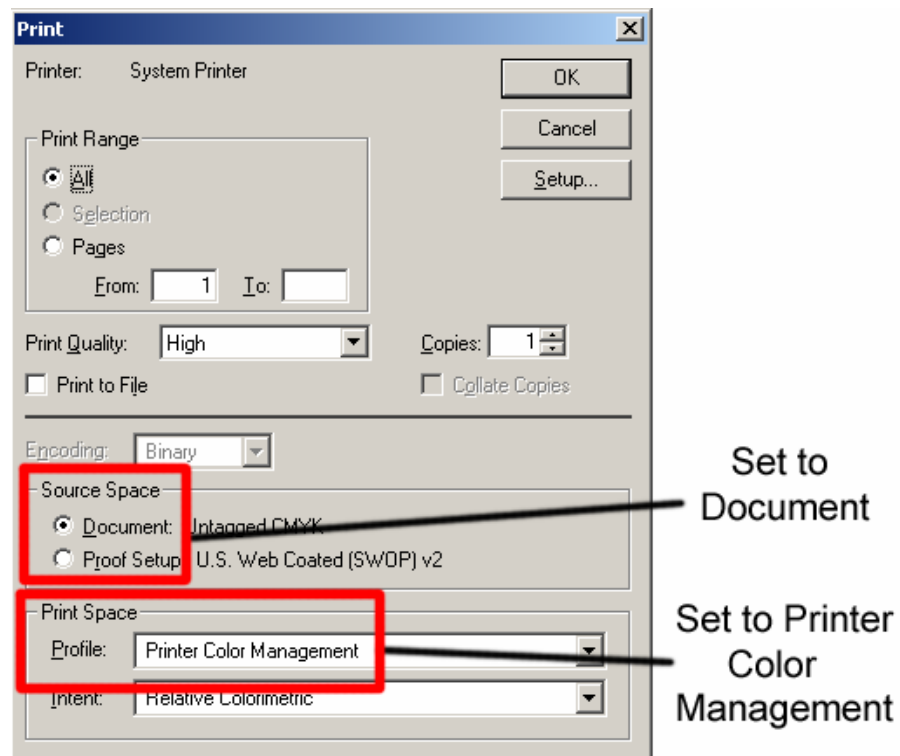 Print
Printer: System Printer
OK
Cancel
Setup...
Print Range
All
Selection
Pages
From: 1 To:
Print Quality: High
Copies: 1
Print to File
Collate Copies
Encoding: Binary
Source Space
Document: Untagged CMYK
Proof Setup: U.S. Web Coated (SWOP) v2
Set to
Document
Print Space
Profile: Printer Color Management
Intent: Relative Colorimetric
Set to Printer
Color
Management